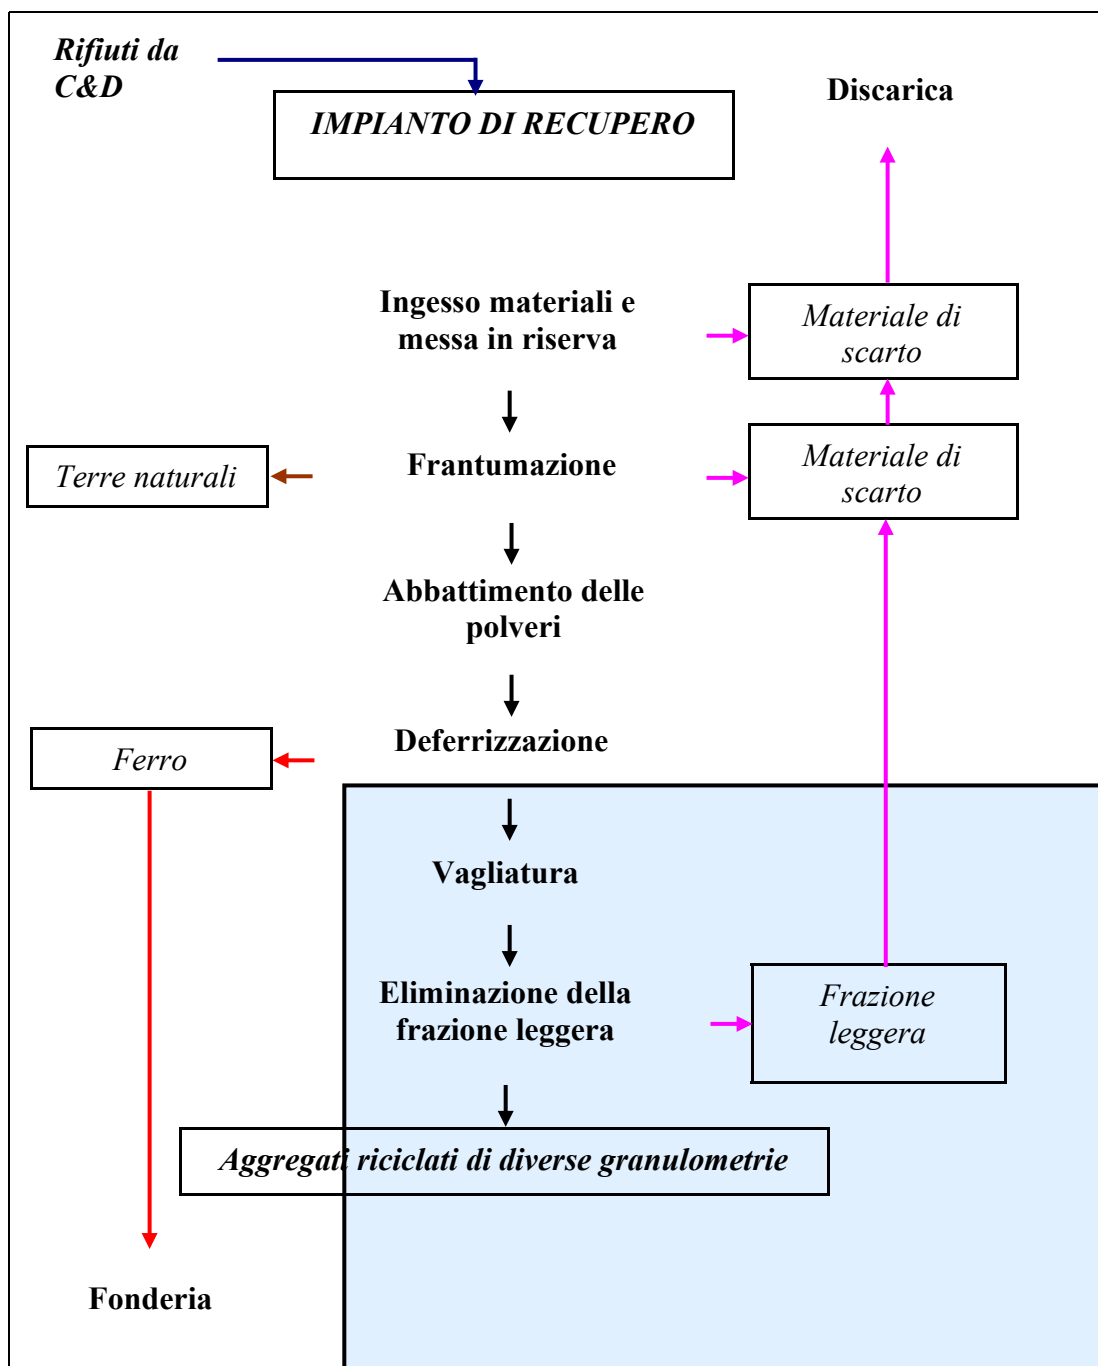 Rifiuti da
C&D
Discarica
IMPIANTO DI RECUPERO
Ingesso materiali e
messa in riserva
Materiale di
scarto
Terre naturali
Frantumazione
Materiale di
scarto
Abbattimento delle
polveri
Ferro
Deferrizzazione
Vagliatura
Eliminazione della
frazione leggera
Frazione
leggera
Aggregati riciclati di diverse granulometrie
Fonderia